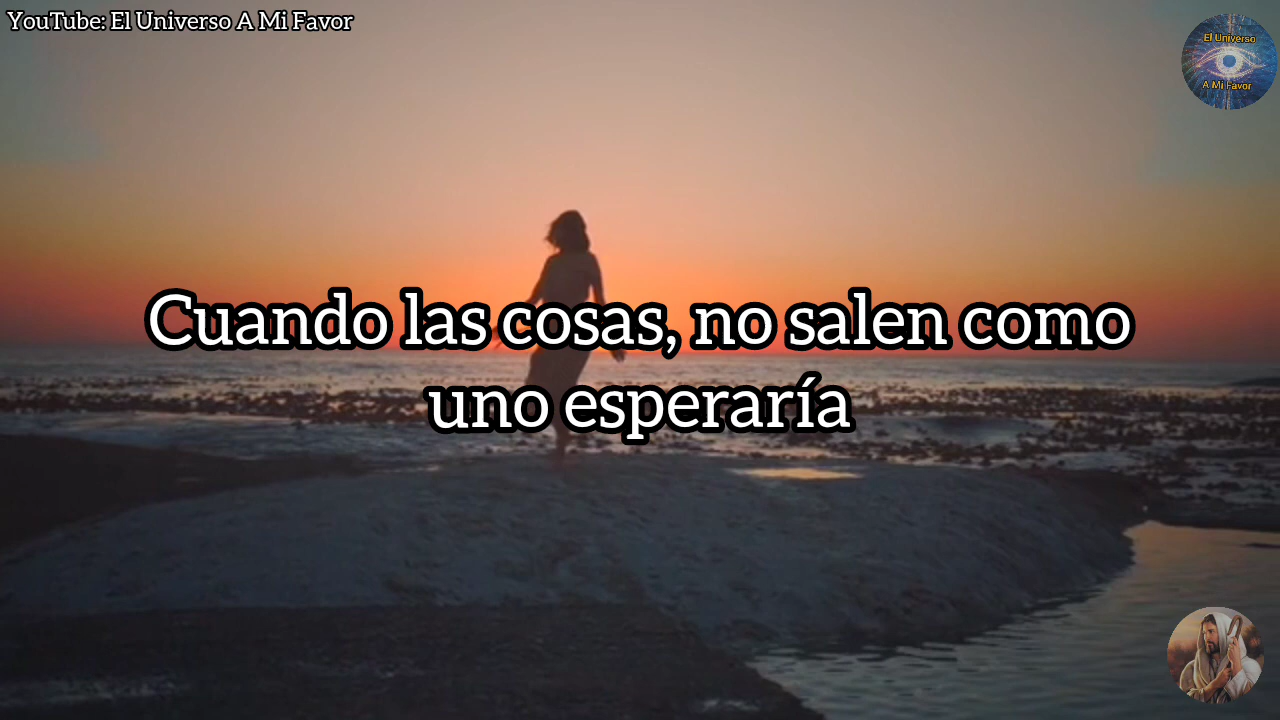 YouTube: El Universo A Mi Favor
El Universo
A Mi Favor
Cuando las cosas, no salen como
uno esperaría